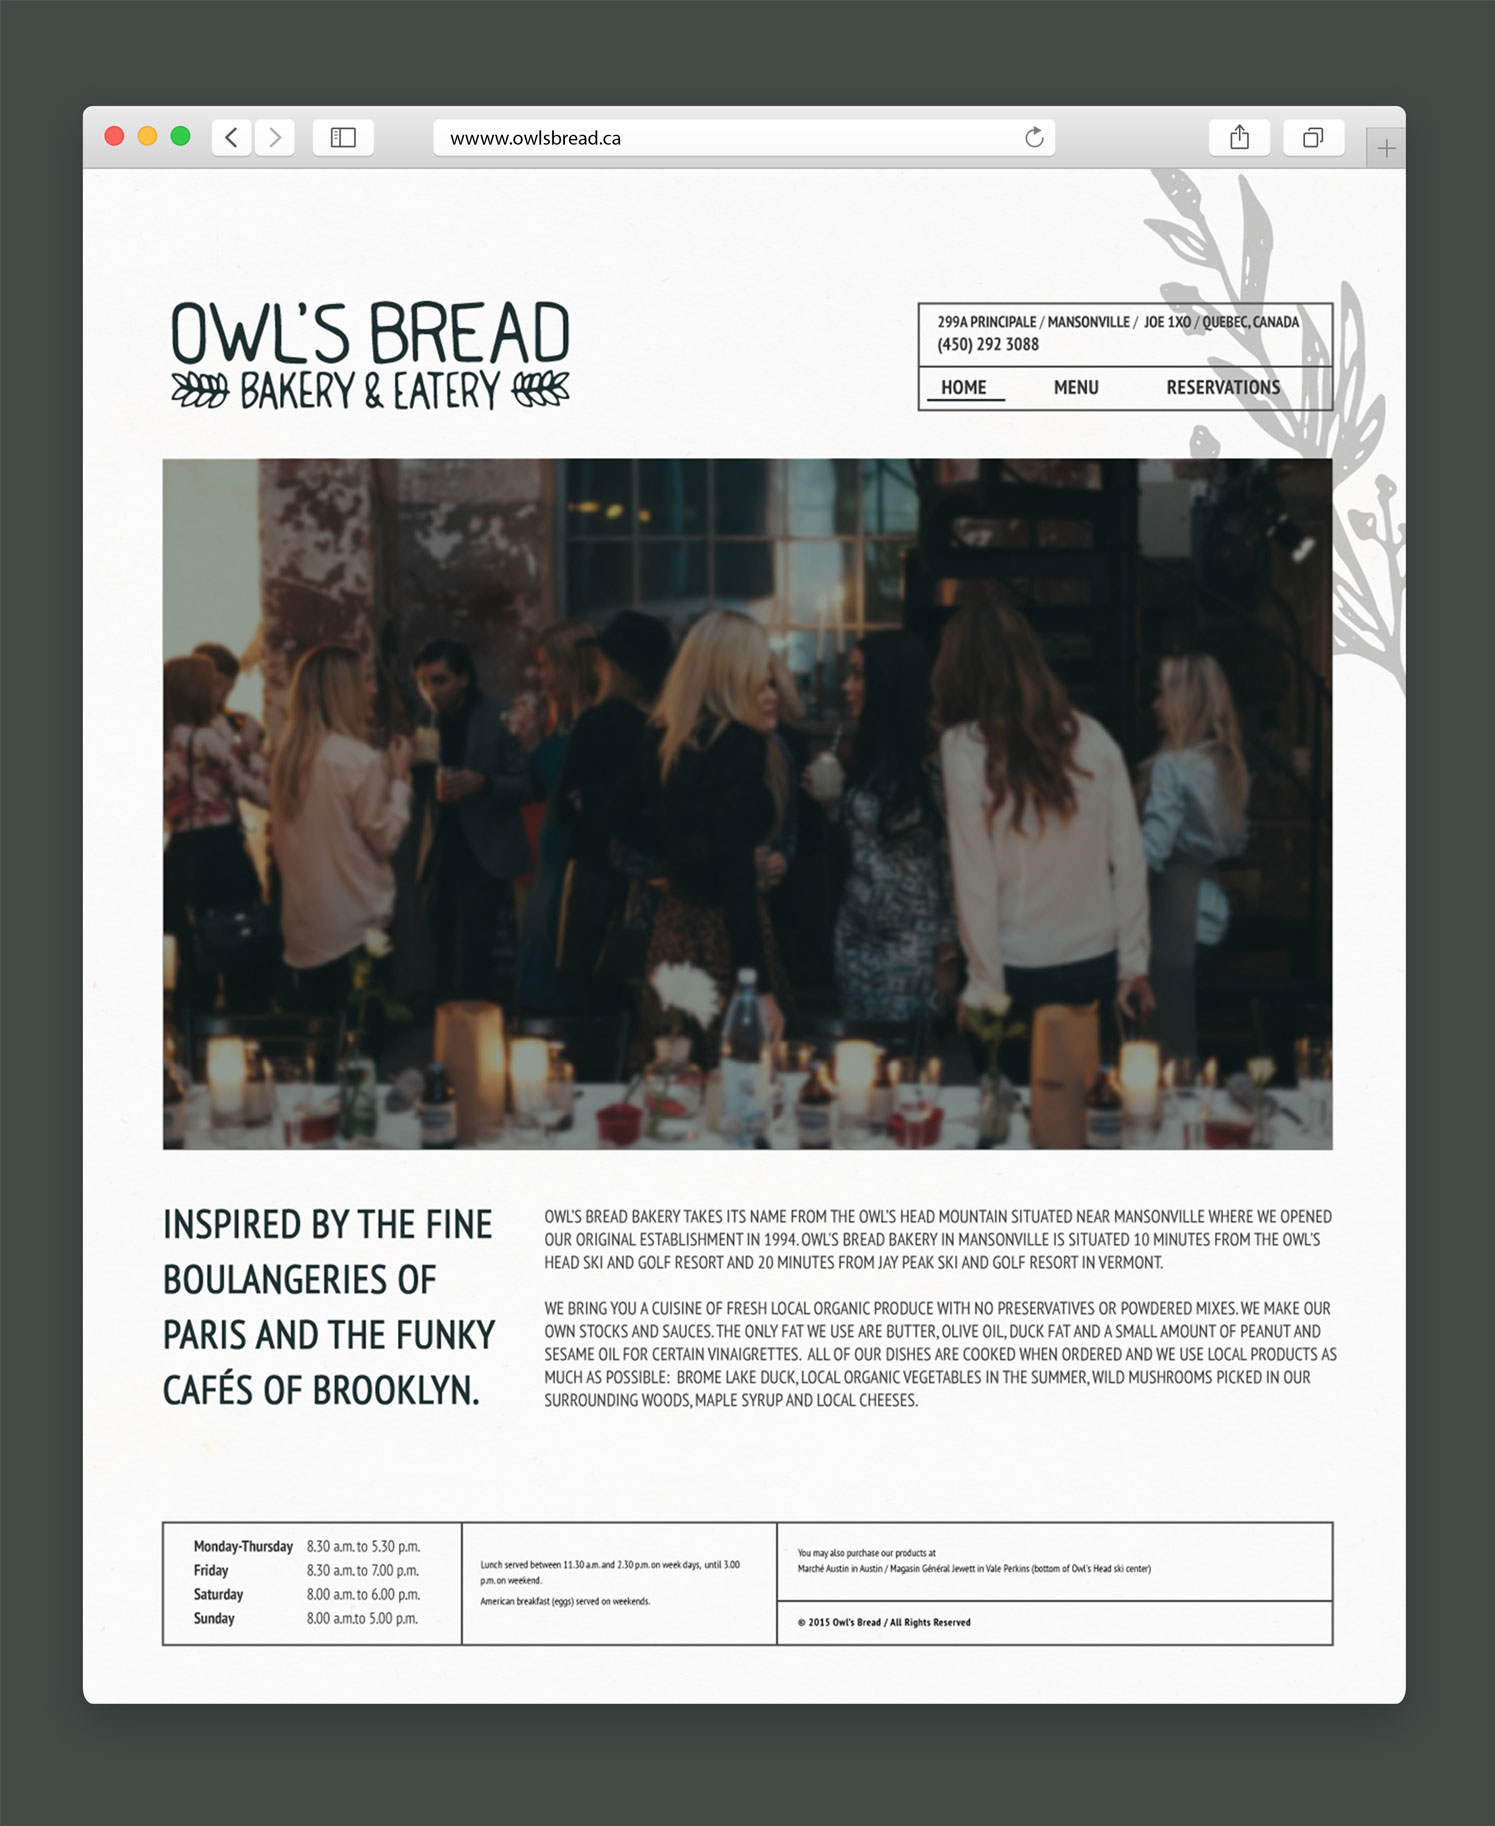 wwww.owlsbread.ca
OWL'S BREAD
BAKERY & EATERY
299A PRINCIPALE / MANSONVILLE / JOE 1XO / QUEBEC, CANADA
(450) 292 3088
HOME MENU RESERVATIONS
INSPIRED BY THE FINE
BOULANGERIES OF
PARIS AND THE FUNKY
CAFÉS OF BROOKLYN.
OWL'S BREAD BAKERY TAKES ITS NAME FROM THE OWL'S HEAD MOUNTAIN SITUATED NEAR MANSONVILLE WHERE WE OPENED
OUR ORIGINAL ESTABLISHMENT IN 1994. OWL'S BREAD BAKERY IN MANSONVILLE IS SITUATED 10 MINUTES FROM THE OWL'S
HEAD SKI AND GOLF RESORT AND 20 MINUTES FROM JAY PEAK SKI AND GOLF RESORT IN VERMONT.
WE BRING YOU A CUISINE OF FRESH LOCAL ORGANIC PRODUCE WITH NO PRESERVATIVES OR POWDERED MIXES. WE MAKE OUR
OWN STOCKS AND SAUCES. THE ONLY FAT WE USE ARE BUTTER, OLIVE OIL, DUCK FAT AND A SMALL AMOUNT OF PEANUT AND
SESAME OIL FOR CERTAIN VINAIGRETTES. ALL OF OUR DISHES ARE COOKED WHEN ORDERED AND WE USE LOCAL PRODUCTS AS
MUCH AS POSSIBLE: BROME LAKE DUCK, LOCAL ORGANIC VEGETABLES IN THE SUMMER, WILD MUSHROOMS PICKED IN OUR
SURROUNDING WOODS, MAPLE SYRUP AND LOCAL CHEESES.
Monday-Thursday 8.30 a.m. to 5.30 p.m.
Friday 8.30 a.m. to 7.00 p.m.
Saturday 8.00 a.m. to 6.00 p.m.
Sunday 8.00 a.m.to 5.00 p.m.
Lunch served between 11.30 a.m. and 2.30 p.m. on week days, until 3.00
p.m. on weekend.
American breakfast (eggs) served on weekends.
You may also purchase our products at
Marché Austin in Austin / Magasin Général Jewett in Vale Perkins (bottom of Owl's Head ski center)
© 2015 Owl's Bread / All Rights Reserved